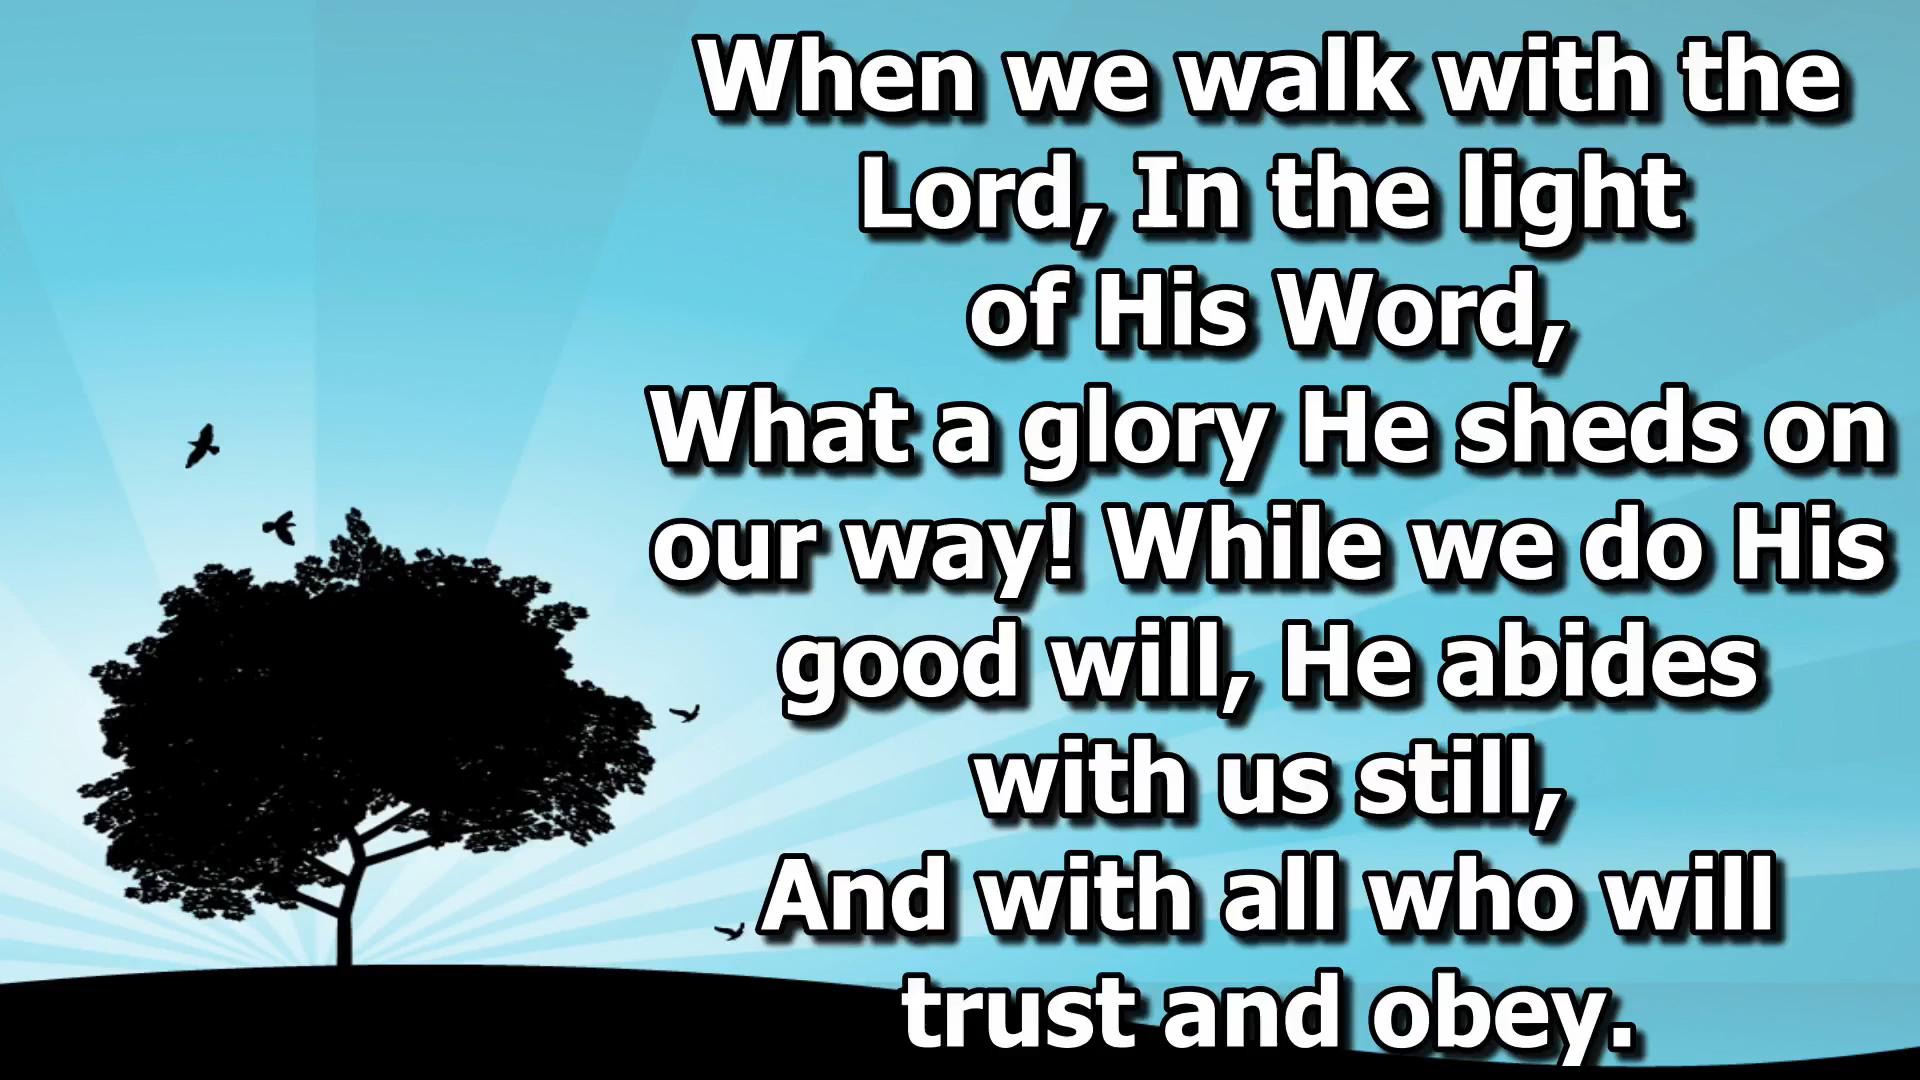 When we walk with the
Lord, In the light
of His Word,
What a glory He sheds on
our way! While we do His
good will, He abides
with us still,
And with all who will
trust and obey.